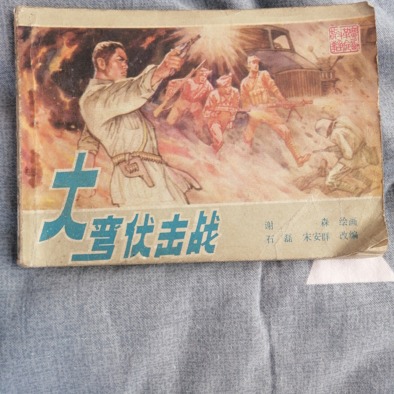 大弯伏击战
谢森 绘画
石磊 宋安群 改编